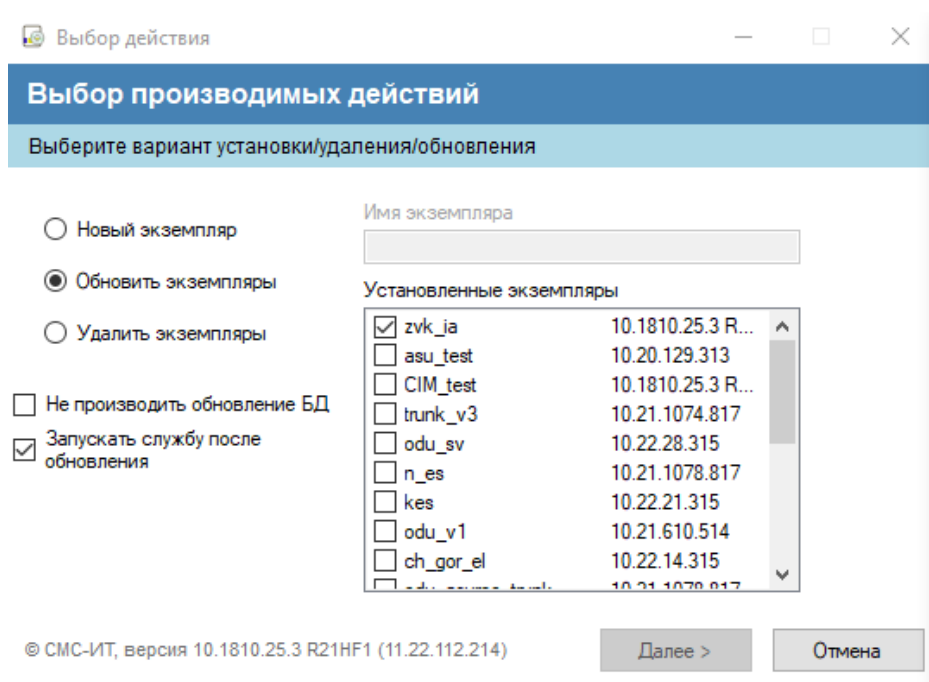 Выбор действия
Выбор производимых действий
Выберите вариант установки/удаления/обновления
Новый экземпляр
Обновить экземпляры
Удалить экземпляры
Не производить обновление БД
Запускать службу после
обновления
Имя экземпляра
Установленные экземпляры
zvk_ia 10.1810.25.3 R...
asu_test 10.20.129.313
CIM_test 10.1810.25.3 R...
trunk_v3 10.21.1074.817
odu_sv 10.22.28.315
n_es 10.21.1078.817
kes 10.22.21.315
odu_v1 10.21.610.514
ch_gor_el 10.22.14.315
10.21.1078.817
© СМС-ИТ, версия 10.1810.25.3 R21HF1 (11.22.112.214)
Далее >
Отмена